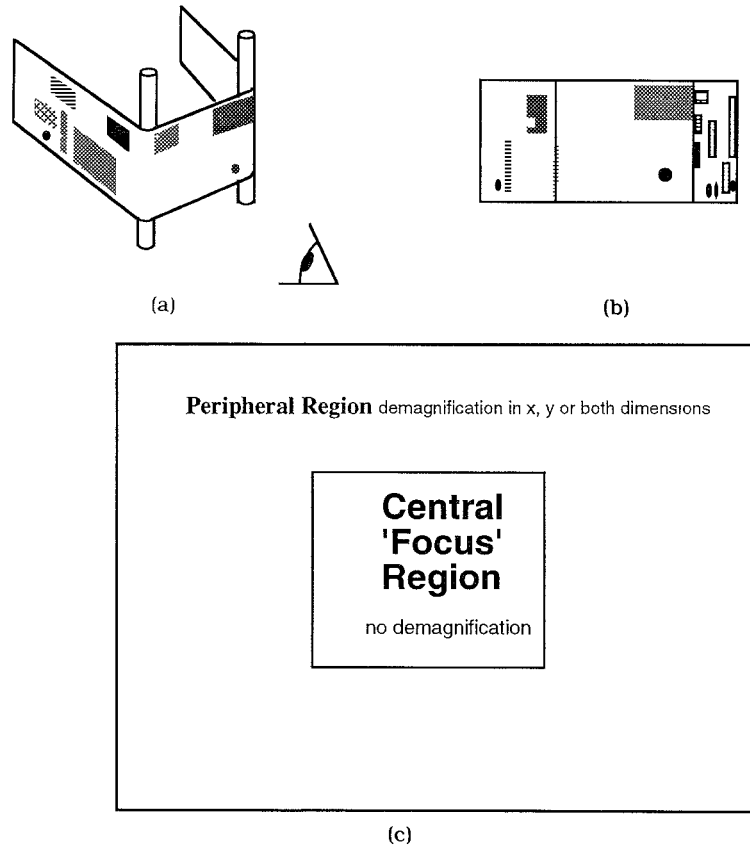 (a)
(b)
Peripheral Region demagnification in x, y or both dimensions
Central
'Focus'
Region
no demagnification
(c)